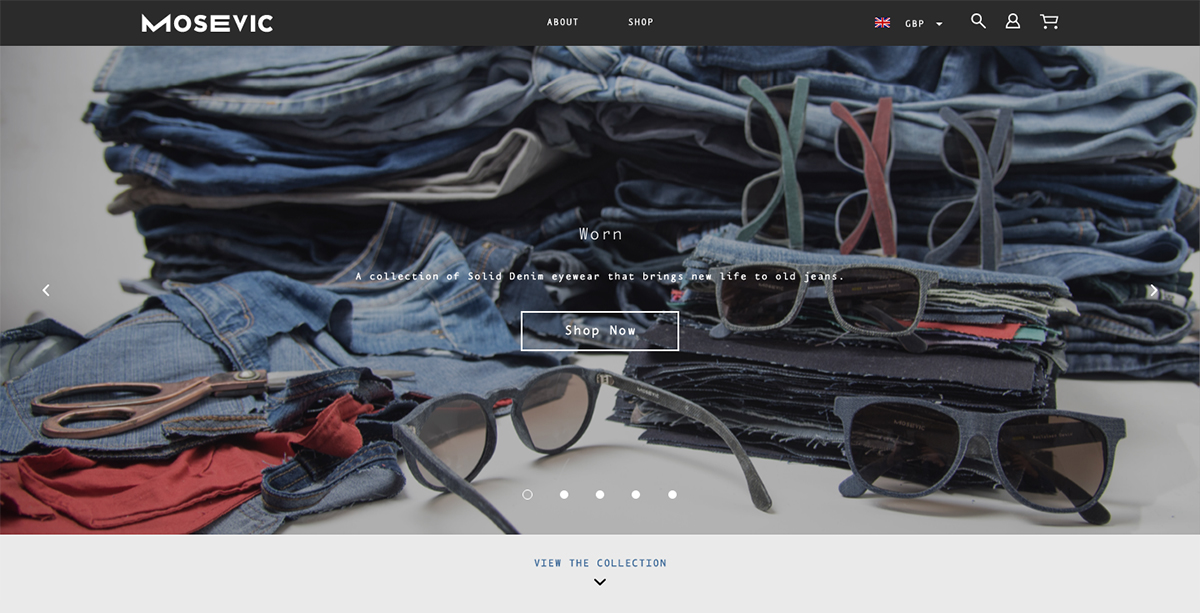 MOSEVIC
ABOUT
SHOP
GBP
Worn
A collection of Solid Denim eyewear that brings new life to old jeans.
Shop Now
MOSEVIC
VIEW THE COLLECTION